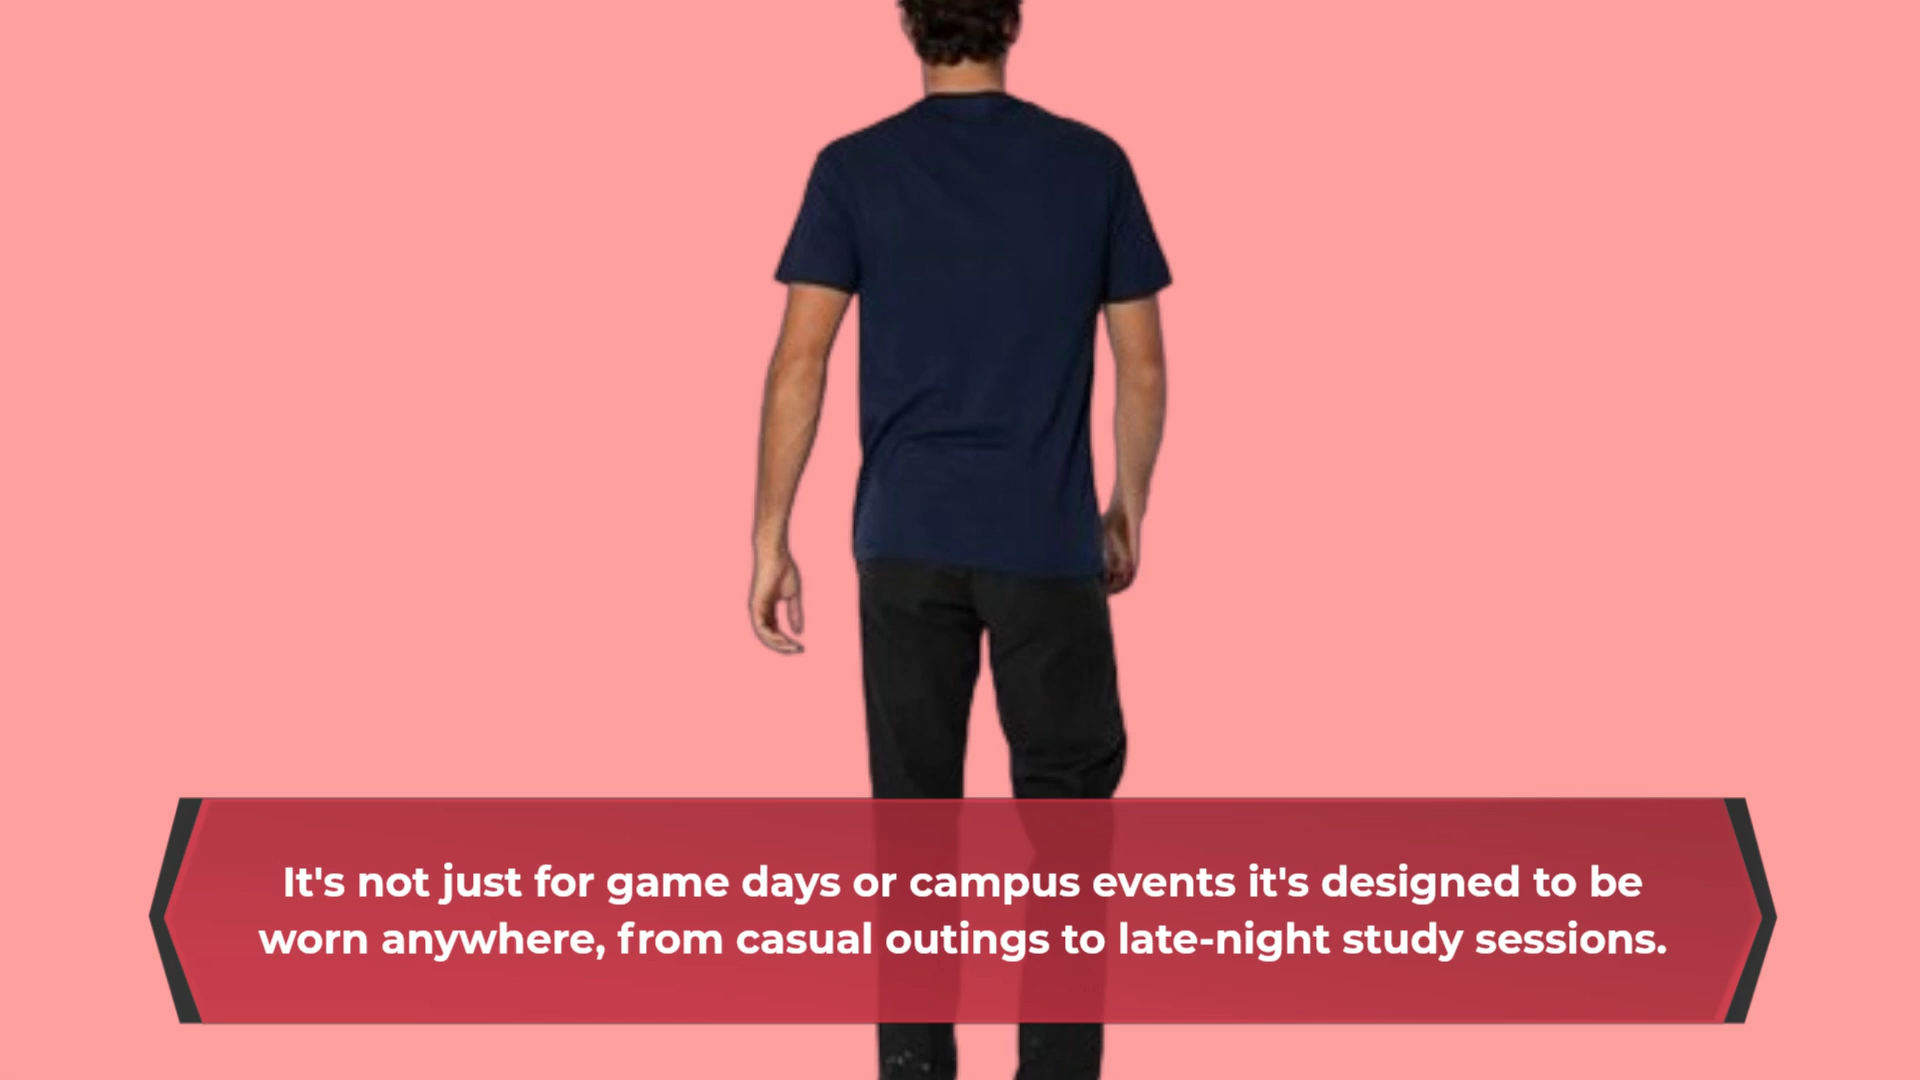 It's not just for game days or campus events it's designed to be
worn anywhere, from casual outings to late-night study sessions.